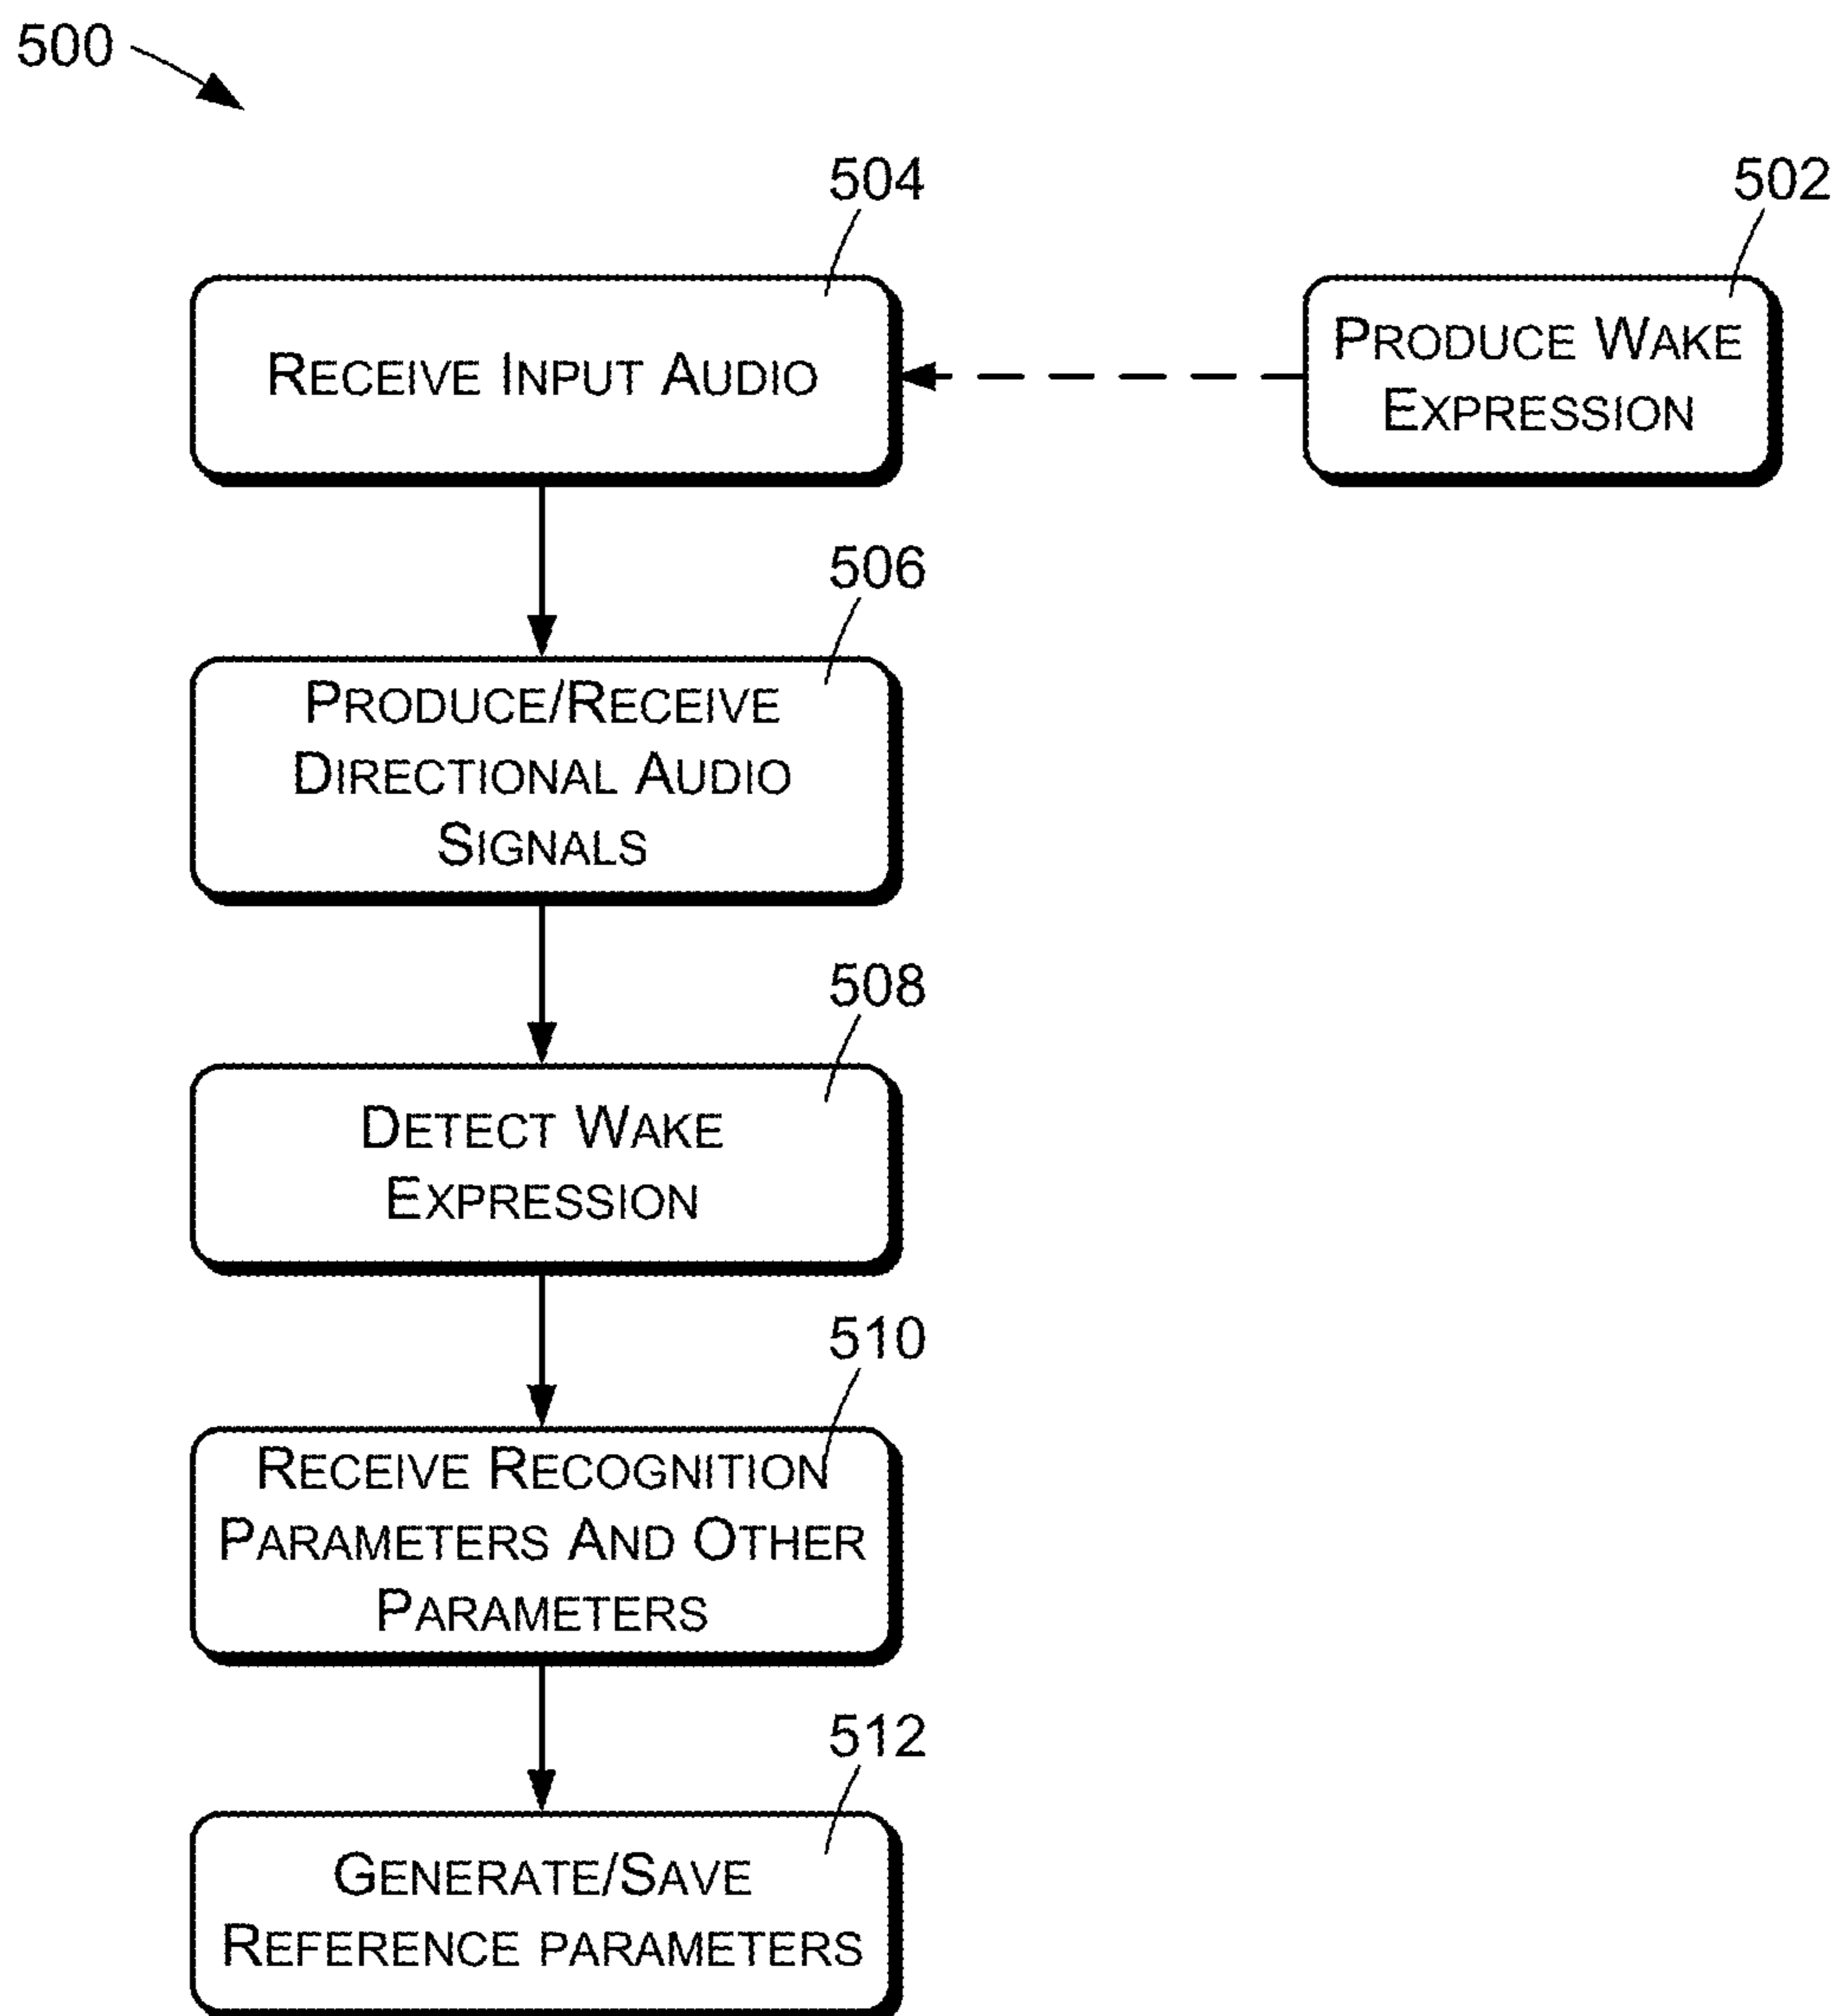 500
504
502
RECEIVE INPUT AUDIO
PRODUCE WAKE
EXPRESSION
506
PRODUCE/RECEIVE
DIRECTIONAL AUDIO
SIGNALS
508
DETECT WAKE
EXPRESSION
510
RECEIVE RECOGNITION
PARAMETERS AND OTHER
PARAMETERS
512
GENERATE/SAVE
REFERENCE PARAMETERS